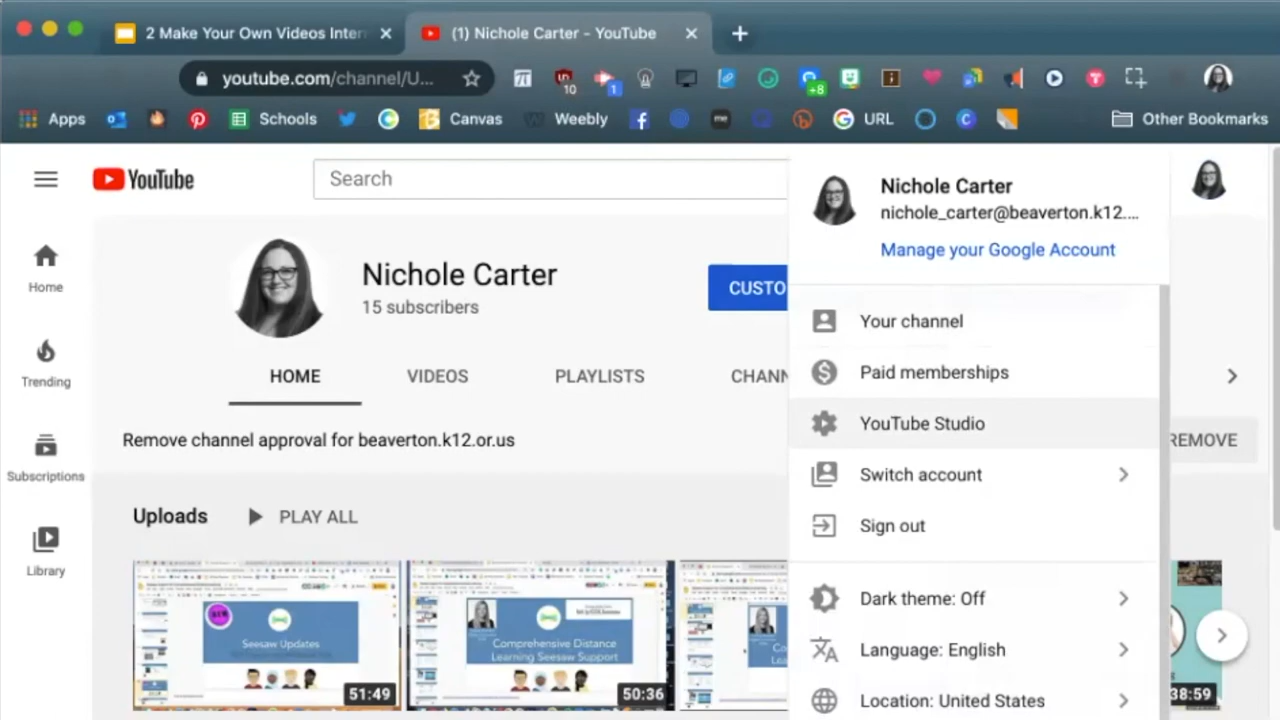 2 Make Your Own Videos Inter
(1) Nichole Carter - YouTube
youtube.com/channel/U...
10
1
+8
Apps
Schools
Canvas
Weebly
me
URL
Other Bookmarks
YouTube
Search
Nichole Carter
nichole_carter@beaverton.k12....
Manage your Google Account
Home
Trending
Subscriptions
Library
Nichole Carter
15 subscribers
CUSTO
HOME
VIDEOS
PLAYLISTS
CHANN
Remove channel approval for beaverton.k12.or.us
REMOVE
Uploads
PLAY ALL
Your channel
Paid memberships
YouTube Studio
Switch account
Sign out
Dark theme: Off
Language: English
Location: United States
Seesaw Updates
51:49
Comprehensive Distance
Learning Seesaw Support
50:36
38:59